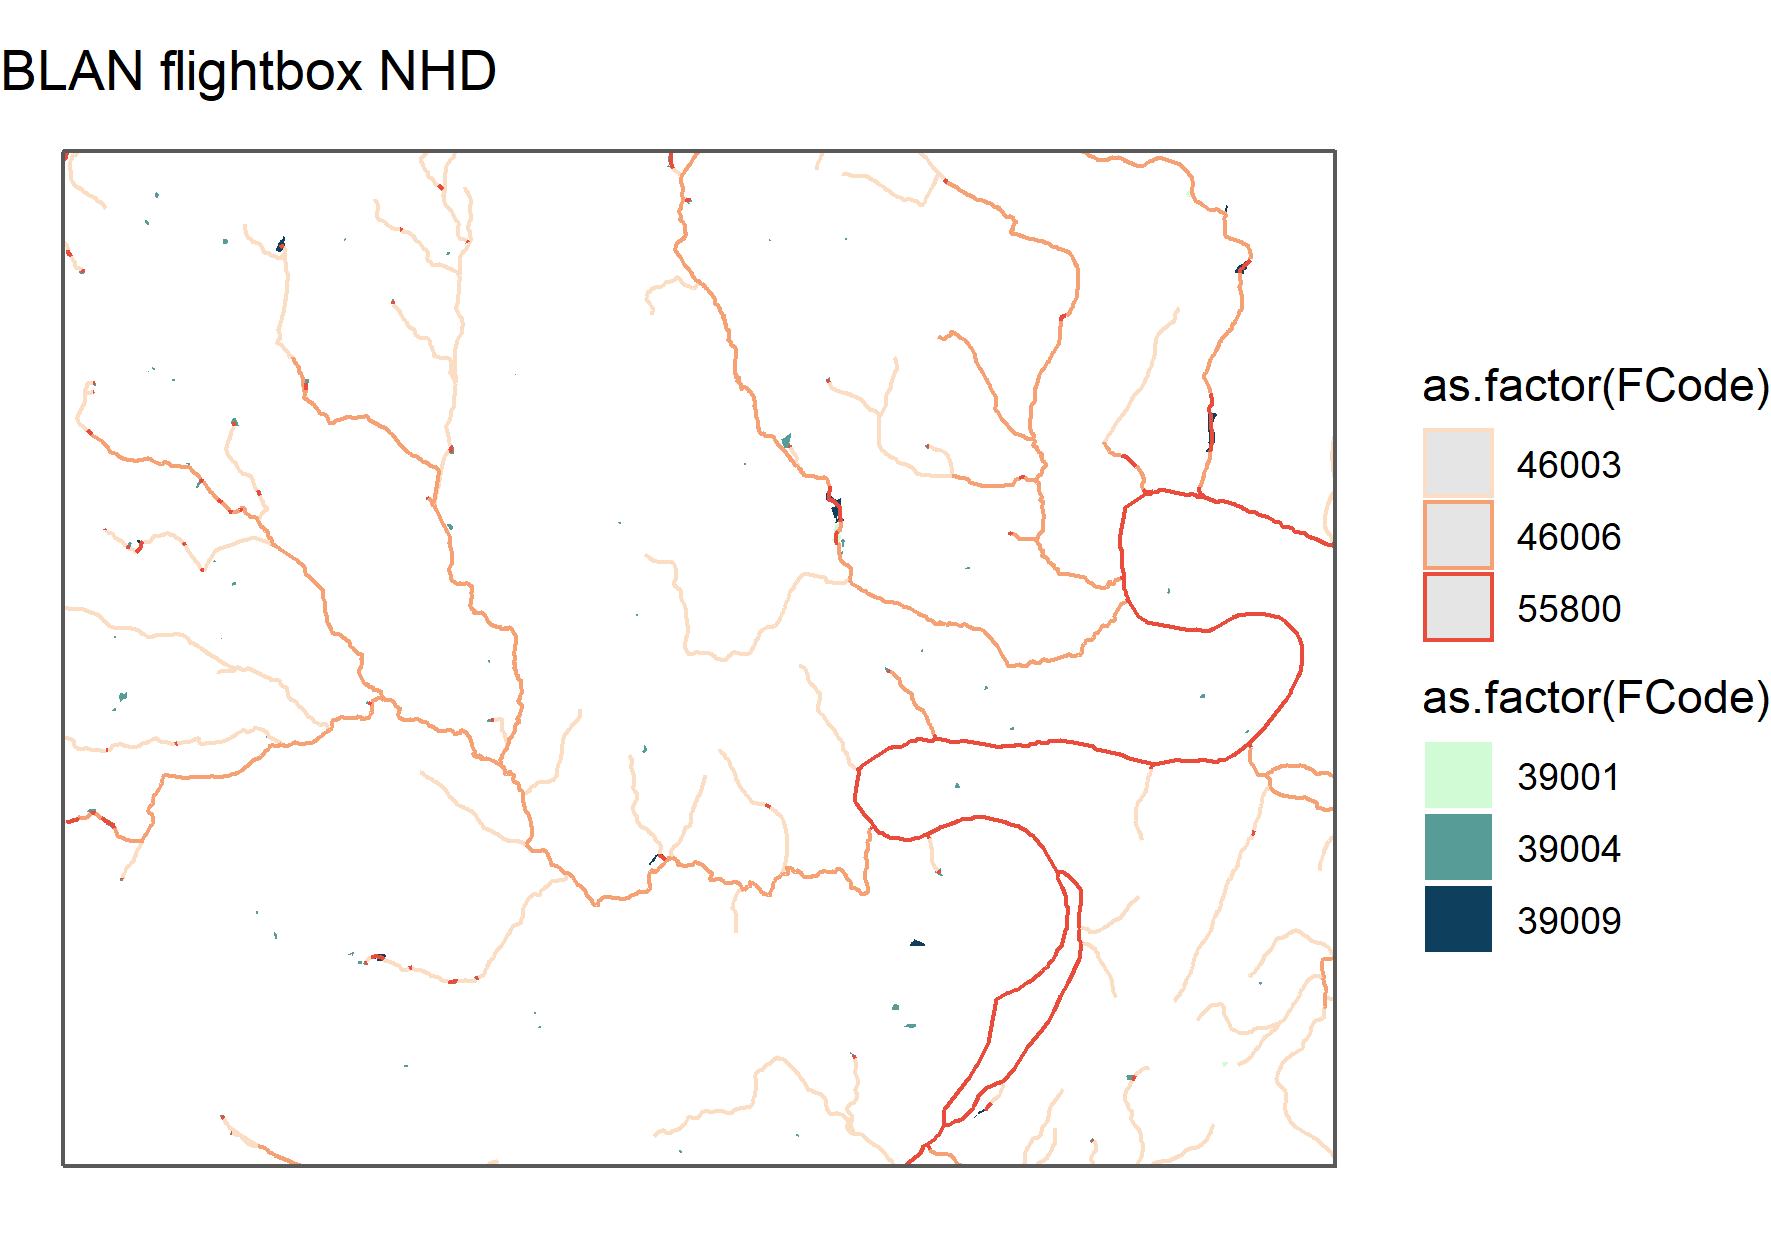 BLAN flightbox NHD
as.factor(FCode)
46003
46006
55800
as.factor(FCode)
39001
39004
39009